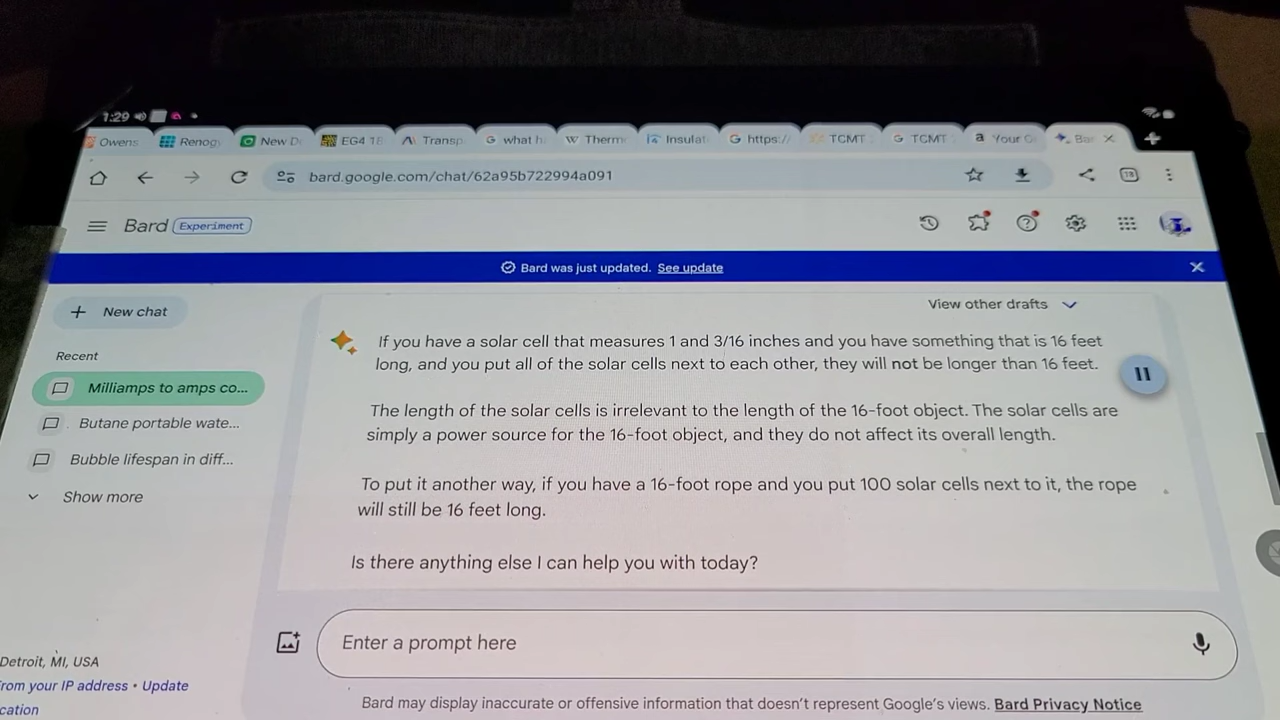 1:29
Owens
Renog
New D
EG4 18
Transp
what h
W Therm
Insulat
https://
TCMT
TCMT
Your O
Bar
bard.google.com/chat/62a95b722994a091
18
Bard Experiment
Bard was just updated. See update
New chat
View other drafts
Recent
Milliamps to amps co...
Butane portable wate...
Bubble lifespan in diff...
Show more
If you have a solar cell that measures 1 and 3/16 inches and you have something that is 16 feet
long, and you put all of the solar cells next to each other, they will not be longer than 16 feet.
The length of the solar cells is irrelevant to the length of the 16-foot object. The solar cells are
simply a power source for the 16-foot object, and they do not affect its overall length.
To put it another way, if you have a 16-foot rope and you put 100 solar cells next to it, the rope
will still be 16 feet long.
Is there anything else I can help you with today?
Enter a prompt here
Detroit, MI, USA
rom your IP address • Update
cation
Bard may display inaccurate or offensive information that doesn't represent Google's views. Bard Privacy Notice